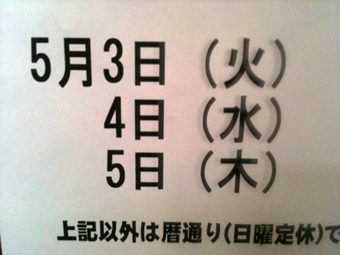 5月3日（火）
4日（水）
5日（木）
上記以外は暦通り(日曜定休)で